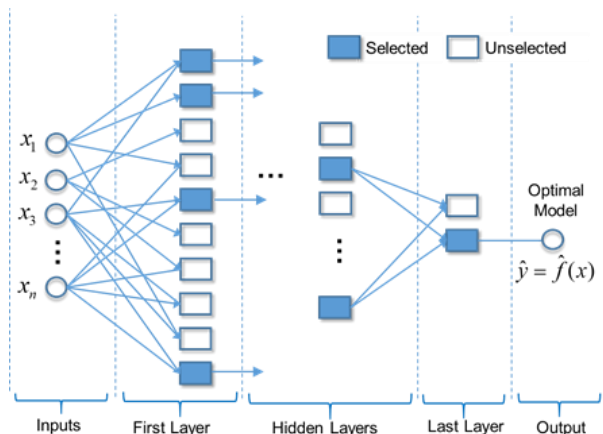 Selected
Unselected
x1
x2
x3
⋮
xn
...
⋮
Optimal
Model
ŷ = f̂(x)
Inputs
First Layer
Hidden Layers
Last Layer
Output